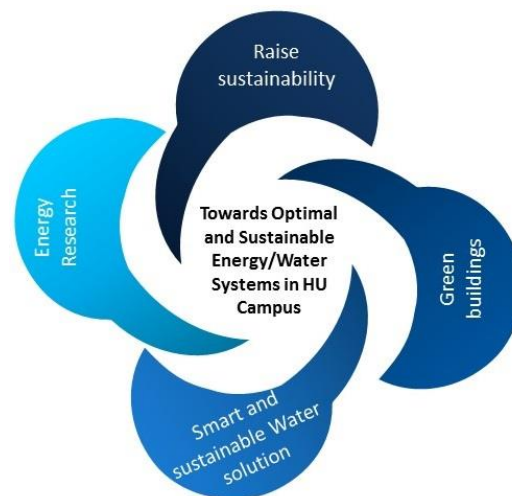 Raise
sustainability
Energy
Research
Towards Optimal
and Sustainable
Energy/Water
Systems in HU
Campus
Green
buildings
Smart and
sustainable Water
solution